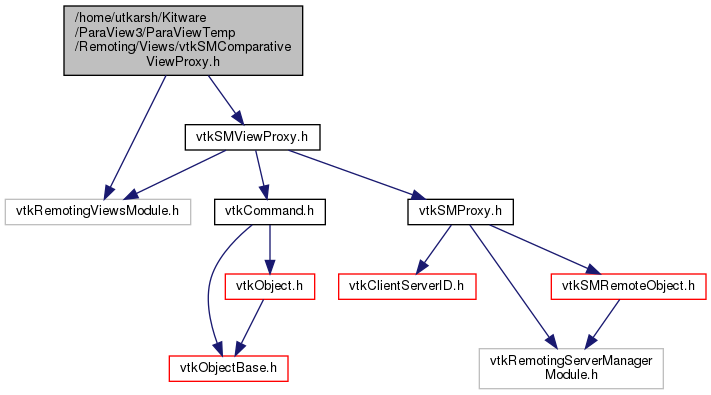 /home/utkarsh/Kitware
/ParaView3/ParaViewTemp
/Remoting/Views/vtkSMComparative
ViewProxy.h
vtkSMViewProxy.h
vtkRemotingViewsModule.h
vtkCommand.h
vtkSMProxy.h
vtkObject.h
vtkClientServerID.h
vtkSMRemoteObject.h
vtkObjectBase.h
vtkRemotingServerManager
Module.h